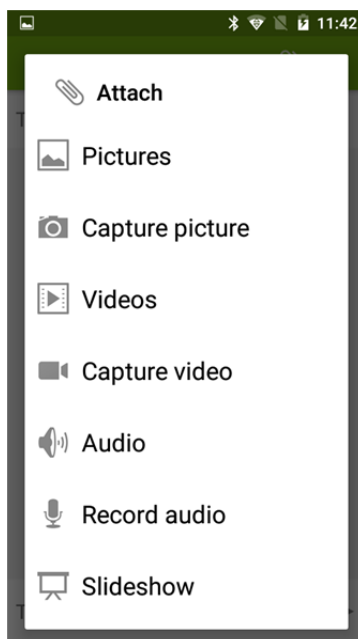 11:42
Attach
T
Pictures
Capture picture
Videos
Capture video
Audio
Record audio
Slideshow
T